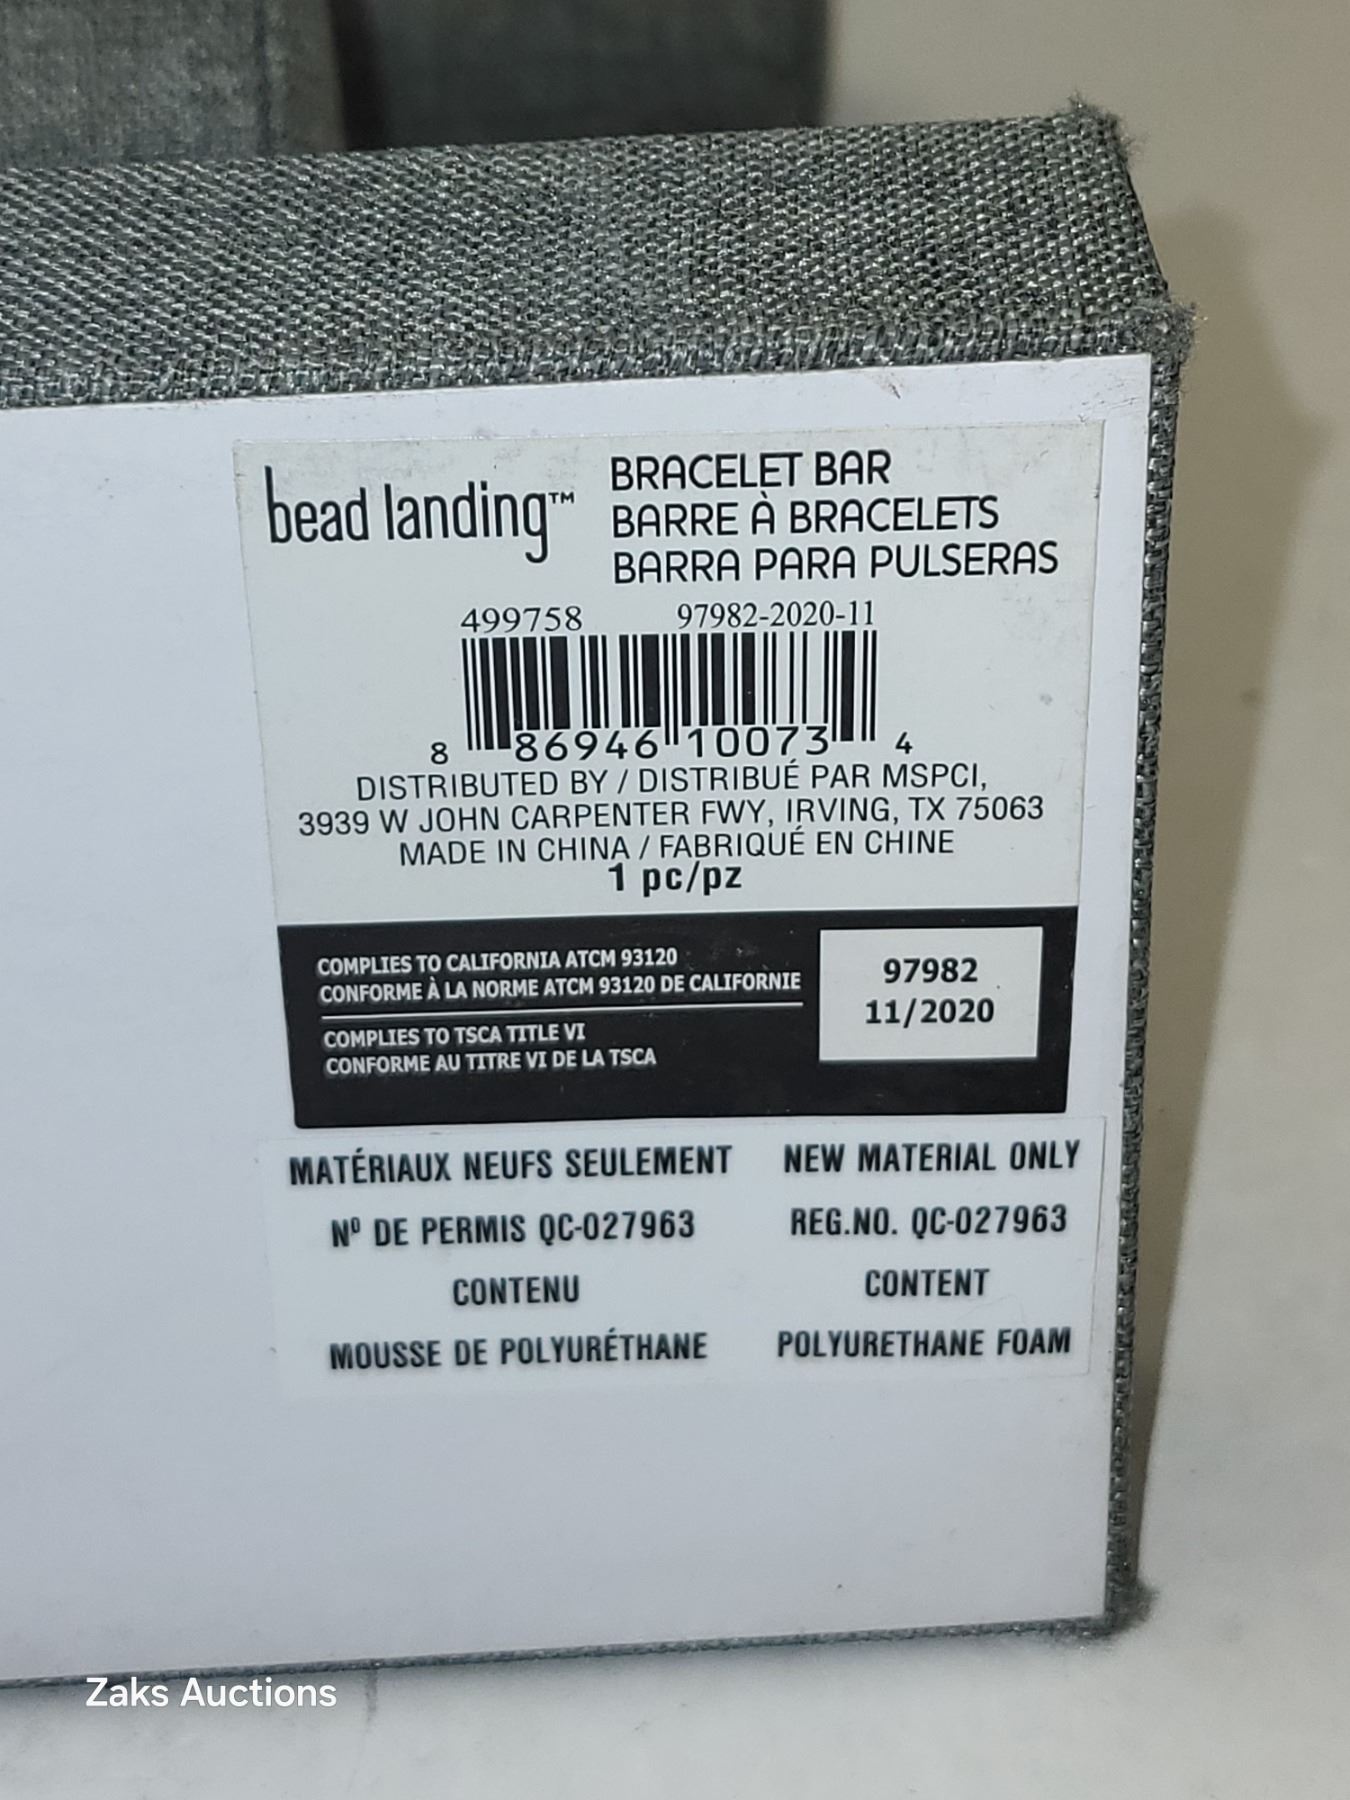 bead landing™
BRACELET BAR
BARRE À BRACELETS
BARRA PARA PULSERAS
499758 97982-2020-11
8 86946 10073 4
DISTRIBUTED BY / DISTRIBUÉ PAR MSPCI,
3939 W JOHN CARPENTER FWY, IRVING, TX 75063
MADE IN CHINA / FABRIQUÉ EN CHINE
1 pc/pz
COMPLIES TO CALIFORNIA ATCM 93120
CONFORME À LA NORME ATCM 93120 DE CALIFORNIE
COMPLIES TO TSCA TITLE VI
CONFORME AU TITRE VI DE LA TSCA
97982
11/2020
MATÉRIAUX NEUFS SEULEMENT
Nº DE PERMIS QC-027963
CONTENU
MOUSSE DE POLYURÉTHANE
NEW MATERIAL ONLY
REG.NO. QC-027963
CONTENT
POLYURETHANE FOAM
Zaks Auctions